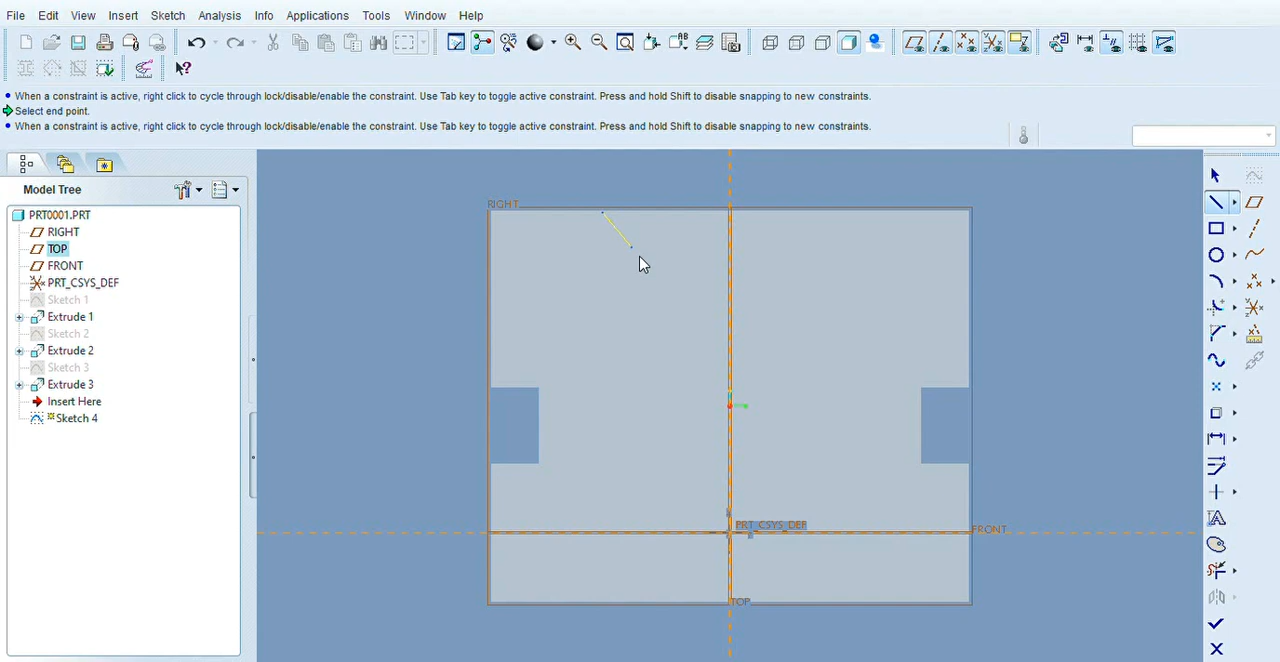 File Edit View Insert Sketch Analysis Info Applications Tools Window Help
When a constraint is active, right click to cycle through lock/disable/enable the constraint. Use Tab key to toggle active constraint. Press and hold Shift to disable snapping to new constraints.
Select end point.
When a constraint is active, right click to cycle through lock/disable/enable the constraint. Use Tab key to toggle active constraint. Press and hold Shift to disable snapping to new constraints.
Model Tree
PRT0001.PRT
RIGHT
TOP
FRONT
PRT_CSYS_DEF
Sketch 1
Extrude 1
Sketch 2
Extrude 2
Sketch 3
Extrude 3
Insert Here
Sketch 4
RIGHT
PRT_CSYS_DEF
FRONT
TOP